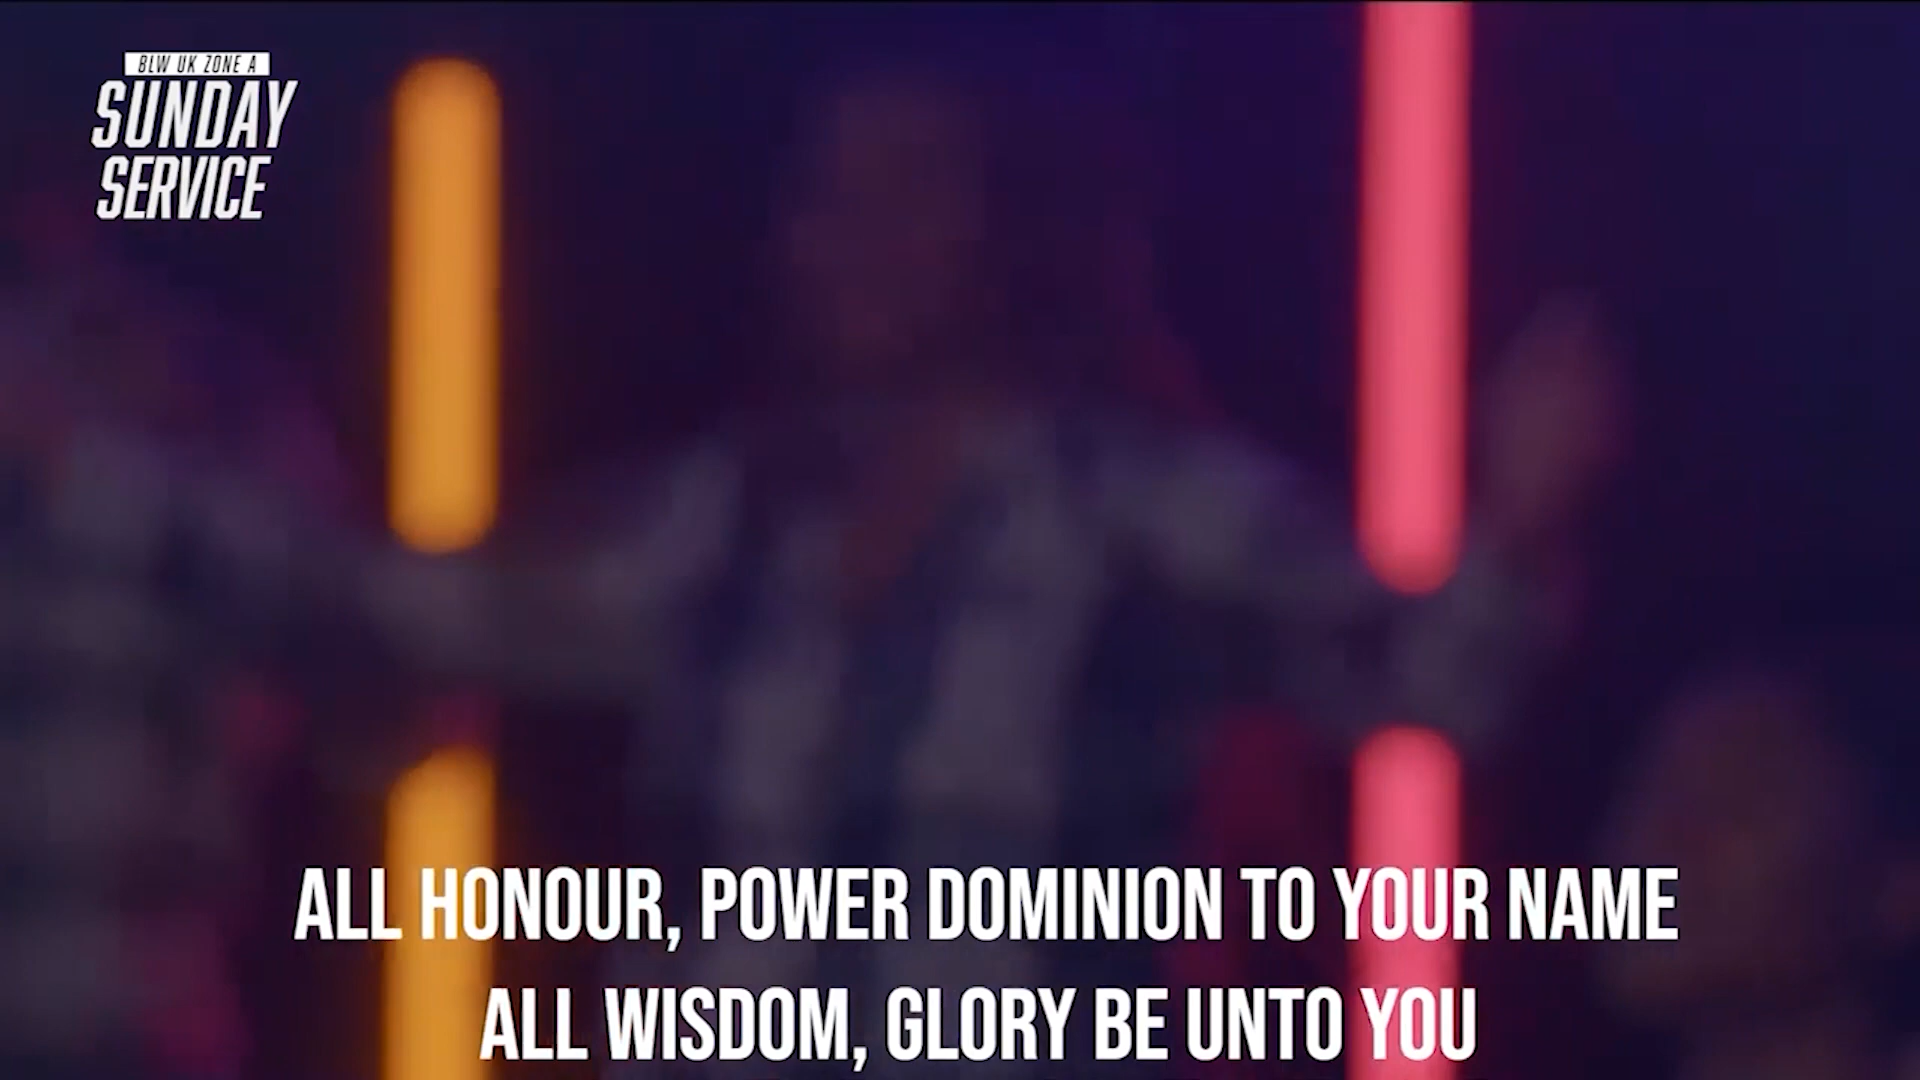 BLW UK ZONE A
SUNDAY
SERVICE
ALL HONOUR, POWER DOMINION TO YOUR NAME
ALL WISDOM, GLORY BE UNTO YOU